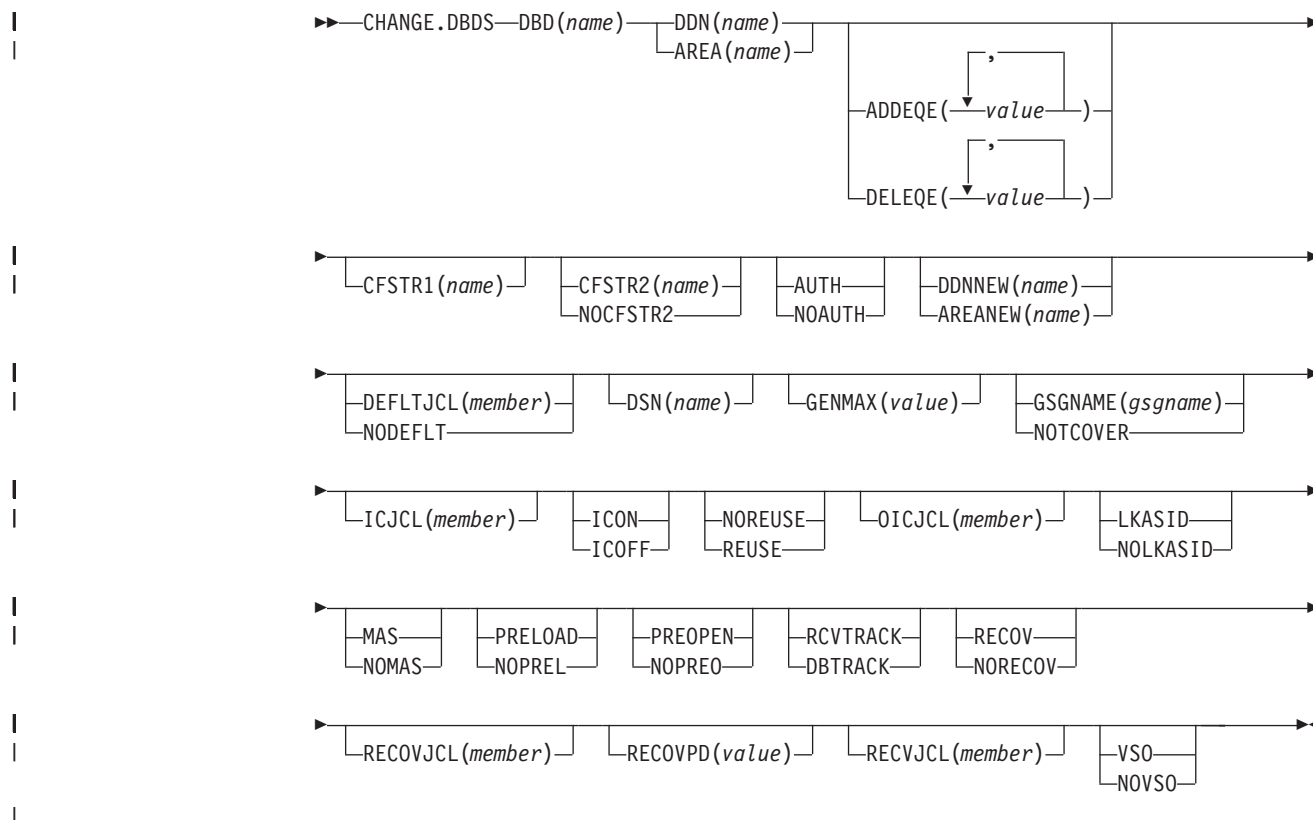 CHANGE.DBDS DBD(name) DDN(name)
AREA(name)
,
ADDEQE( value )
,
DELEQE( value )
CFSTR1(name) CFSTR2(name) AUTH DDNNEW(name)
NOCFSTR2 NOAUTH AREANEW(name)
DEFLTJCL(member) DSN(name) GENMAX(value) GSGNAME(gsgname)
NODEFLT NOTCOVER
ICJCL(member) ICON NOREUSE OICJCL(member) LKASID
ICOFF REUSE NOLKASID
MAS PRELOAD PREOPEN RCVTRACK RECOV
NOMAS NOPREL NOPREO DBTRACK NORECOV
RECOVJCL(member) RECOVPD(value) RECVJCL(member) VSO
NOVSO